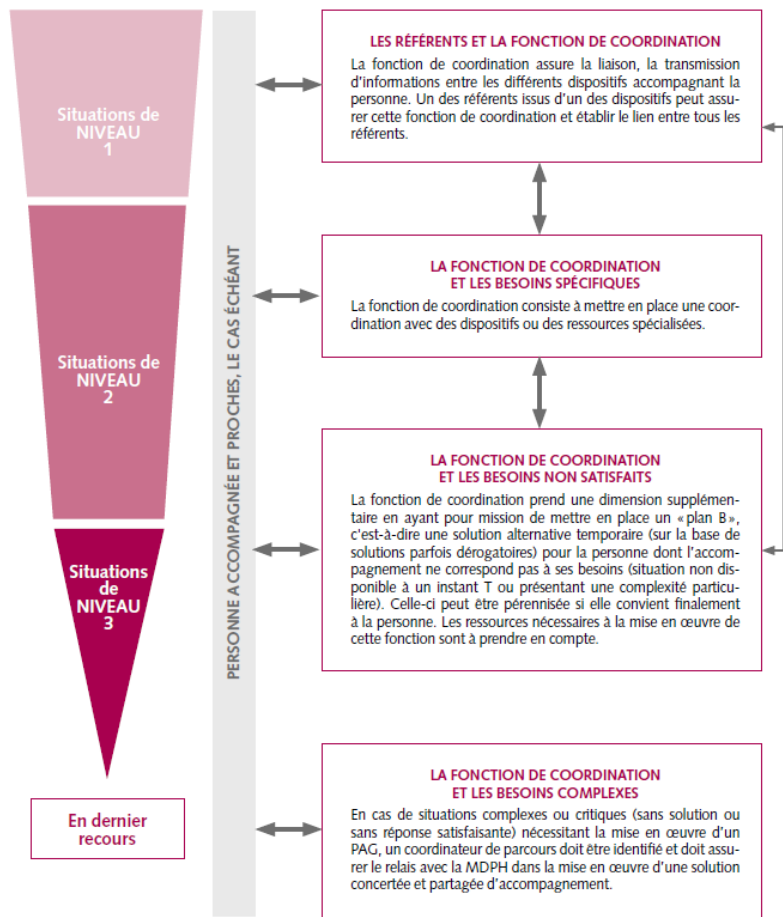 Situations de
NIVEAU
1
Situations de
NIVEAU
2
Situations
de
NIVEAU
3
En dernier
recours
PERSONNE ACCOMPAGNÉE ET PROCHES, LE CAS ÉCHÉANT
LES RÉFÉRENTS ET LA FONCTION DE COORDINATION
La fonction de coordination assure la liaison, la transmission
d'informations entre les différents dispositifs accompagnant la
personne. Un des référents issus d'un des dispositifs peut assu-
rer cette fonction de coordination et établir le lien entre tous les
référents.
LA FONCTION DE COORDINATION
ET LES BESOINS SPÉCIFIQUES
La fonction de coordination consiste à mettre en place une coor-
dination avec des dispositifs ou des ressources spécialisées.
LA FONCTION DE COORDINATION
ET LES BESOINS NON SATISFAITS
La fonction de coordination prend une dimension supplémen-
taire en ayant pour mission de mettre en place un «plan B»,
c'est-à-dire une solution alternative temporaire (sur la base de
solutions parfois dérogatoires) pour la personne dont l'accom-
pagnement ne correspond pas à ses besoins (situation non dis-
ponible à un instant T ou présentant une complexité particu-
lière). Celle-ci peut être pérennisée si elle convient finalement
à la personne. Les ressources nécessaires à la mise en œuvre de
cette fonction sont à prendre en compte.
LA FONCTION DE COORDINATION
ET LES BESOINS COMPLEXES
En cas de situations complexes ou critiques (sans solution ou
sans réponse satisfaisante) nécessitant la mise en œuvre d'un
PAG, un coordinateur de parcours doit être identifié et doit assu-
rer le relais avec la MDPH dans la mise en œuvre d'une solution
concertée et partagée d'accompagnement.